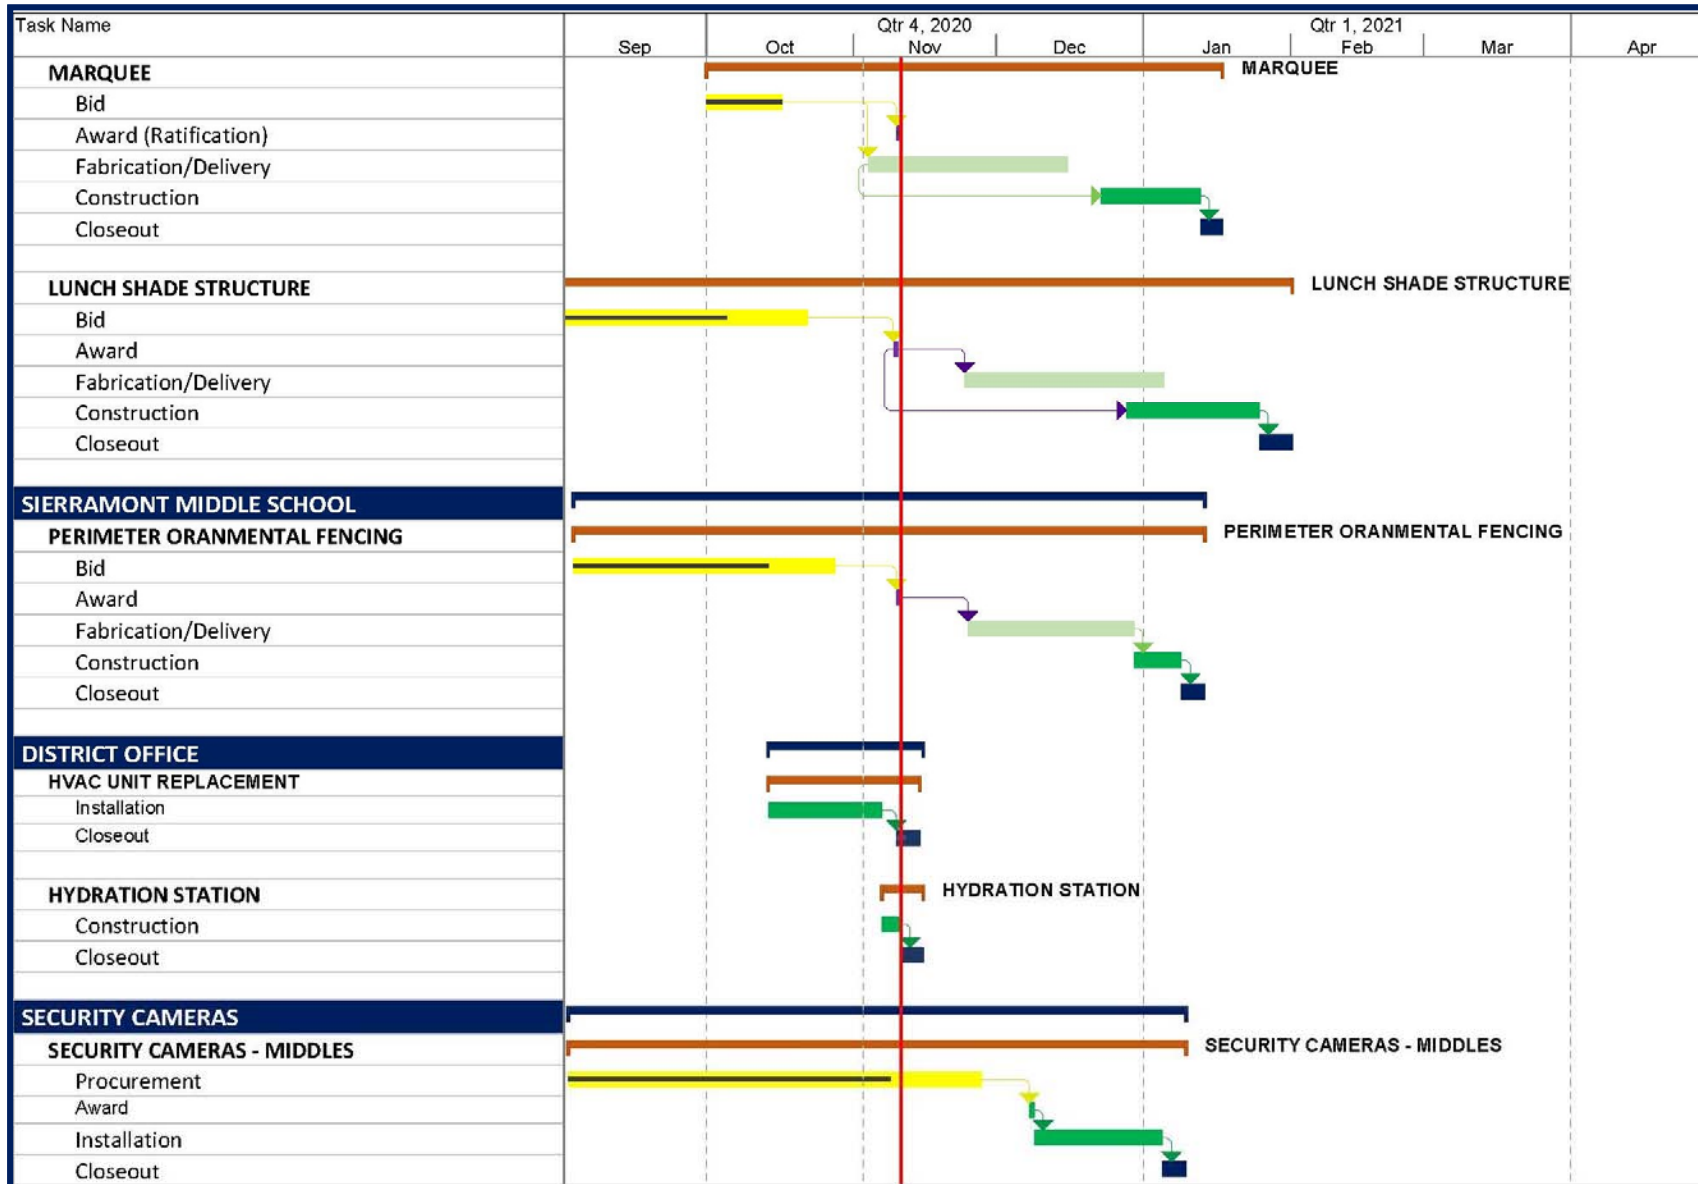 Task Name
Qtr 4, 2020
Qtr 1, 2021
Sep
Oct
Nov
Dec
Jan
Feb
Mar
Apr
MARQUEE
MARQUEE
Bid
Award (Ratification)
Fabrication/Delivery
Construction
Closeout
LUNCH SHADE STRUCTURE
LUNCH SHADE STRUCTURE
Bid
Award
Fabrication/Delivery
Construction
Closeout
SIERRAMONT MIDDLE SCHOOL
PERIMETER ORANMENTAL FENCING
PERIMETER ORANMENTAL FENCING
Bid
Award
Fabrication/Delivery
Construction
Closeout
DISTRICT OFFICE
HVAC UNIT REPLACEMENT
Installation
Closeout
HYDRATION STATION
HYDRATION STATION
Construction
Closeout
SECURITY CAMERAS
SECURITY CAMERAS - MIDDLES
SECURITY CAMERAS - MIDDLES
Procurement
Award
Installation
Closeout